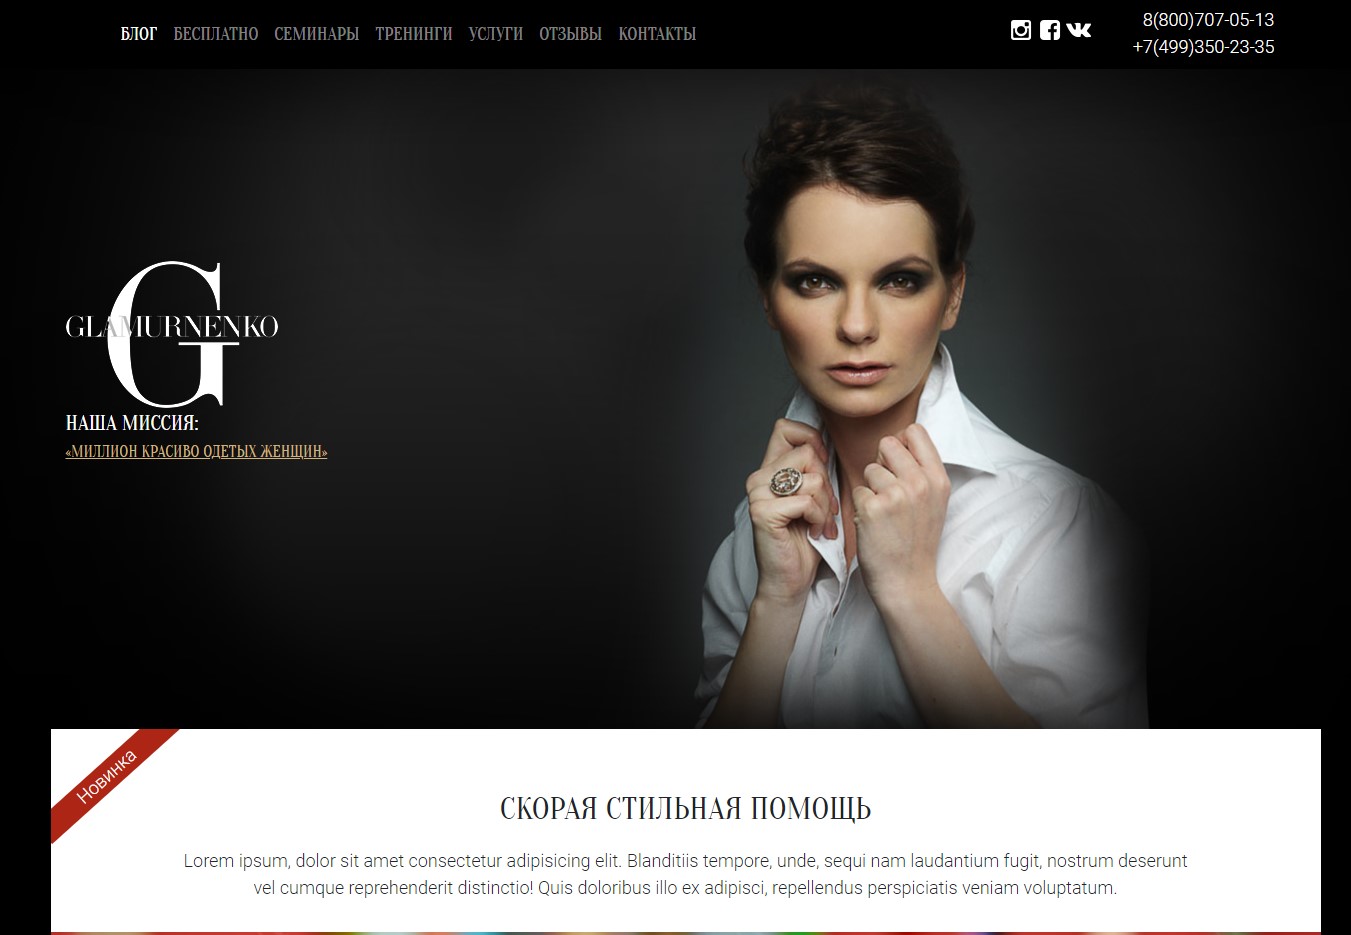 БЛОГ БЕСПЛАТНО СЕМИНАРЫ ТРЕНИНГИ УСЛУГИ ОТЗЫВЫ КОНТАКТЫ
8(800)707-05-13
+7(499)350-23-35
G
GLAMURNENKO
НАША МИССИЯ:
«МИЛЛИОН КРАСИВО ОДЕТЫХ ЖЕНЩИН»
Новинка
СКОРАЯ СТИЛЬНАЯ ПОМОЩЬ
Lorem ipsum, dolor sit amet consectetur adipisicing elit. Blanditiis tempore, unde, sequi nam laudantium fugit, nostrum deserunt
vel cumque reprehenderit distinctio! Quis doloribus illo ex adipisci, repellendus perspiciatis veniam voluptatum.